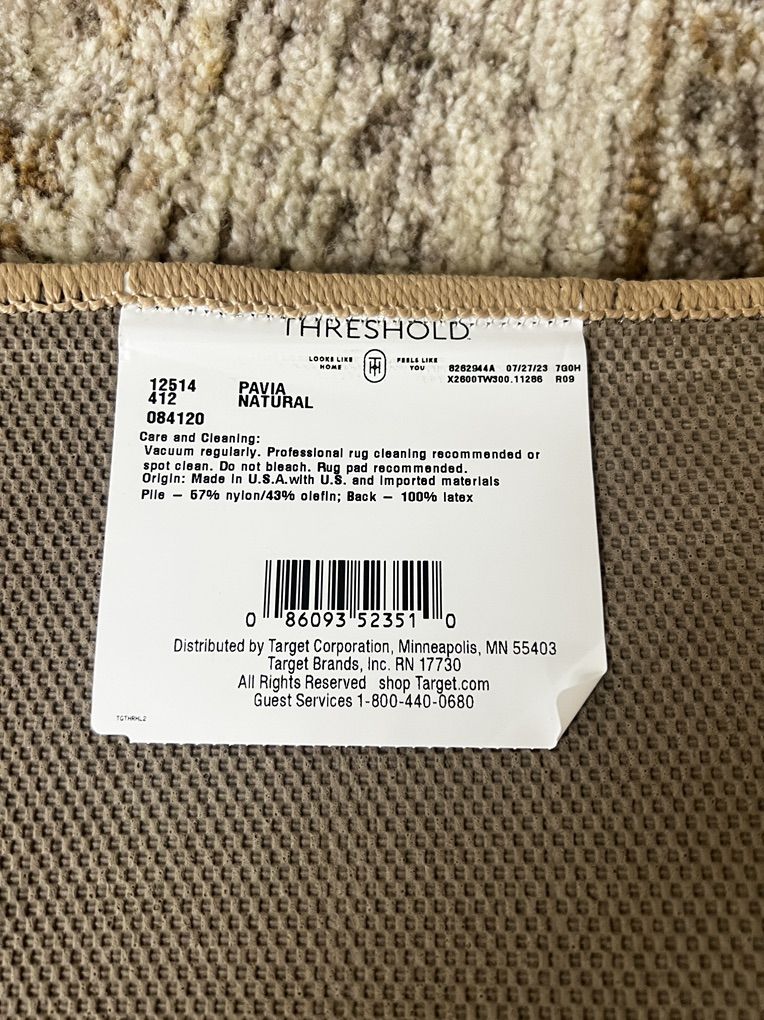 THRESHOLD
LOOKS LIKE HOME TH FEELS LIKE YOU
8262944A 07/27/23 7G0H
X2600TW300.11286 R09
12514 PAVIA
412 NATURAL
084120
Care and Cleaning:
Vacuum regularly. Professional rug cleaning recommended or
spot clean. Do not bleach. Rug pad recommended.
Origin: Made in U.S.A.with U.S. and imported materials
Pile – 57% nylon/43% olefin; Back – 100% latex
0 86093 52351 0
Distributed by Target Corporation, Minneapolis, MN 55403
Target Brands, Inc. RN 17730
All Rights Reserved shop Target.com
Guest Services 1-800-440-0680
TGTHRHL2